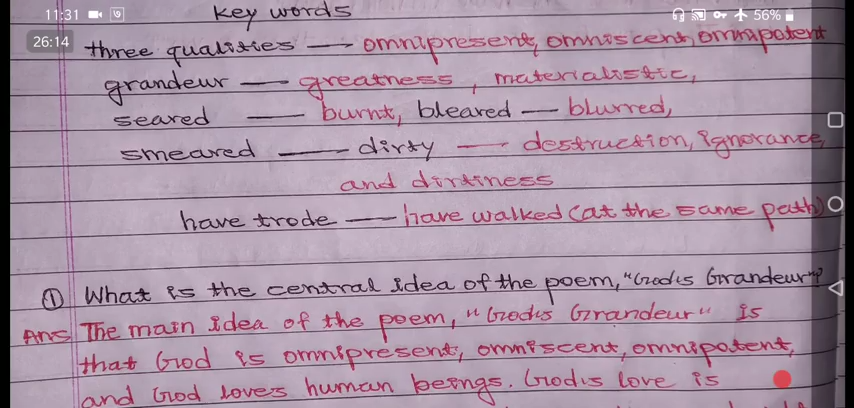 11:31
56%
26:14
key words
three qualities — omnipresent, omniscent, omnipotent
grandeur — greatness, materialistic,
seared — burnt, bleared — blurred,
smeared — dirty — destruction, ignorance,
and dirtiness
have trode — have walked (at the same path)
① What is the central idea of the poem, "God's Grandeur"?
Ans The main idea of the poem, "God's Grandeur" is
that God is omnipresent, omniscent, omnipotent,
and God loves human beings. God's love is